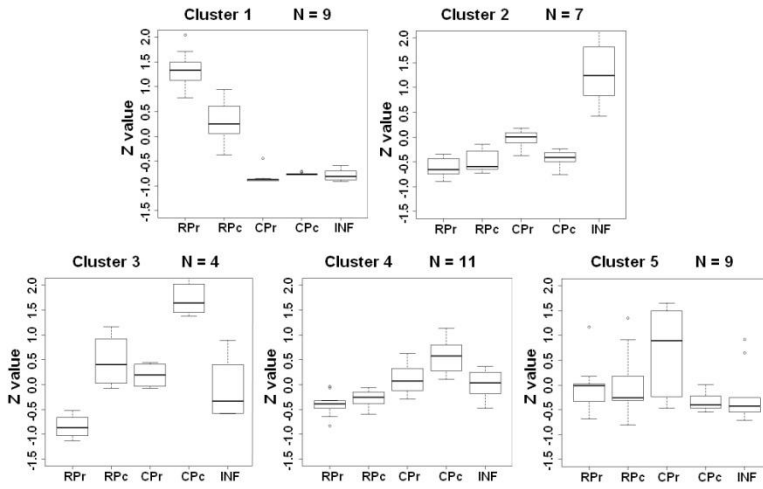 Cluster 1 N = 9
Z value
2.0
1.5
1.0
0.5
0.0
-0.5
-1.0
-1.5
RPr RPc CPr CPc INF
Cluster 2 N = 7
Z value
2.0
1.5
1.0
0.5
0.0
-0.5
-1.0
-1.5
RPr RPc CPr CPc INF
Cluster 3 N = 4
Z value
2.0
1.5
1.0
0.5
0.0
-0.5
-1.0
-1.5
RPr RPc CPr CPc INF
Cluster 4 N = 11
Z value
2.0
1.5
1.0
0.5
0.0
-0.5
-1.0
-1.5
RPr RPc CPr CPc INF
Cluster 5 N = 9
Z value
2.0
1.5
1.0
0.5
0.0
-0.5
-1.0
-1.5
RPr RPc CPr CPc INF